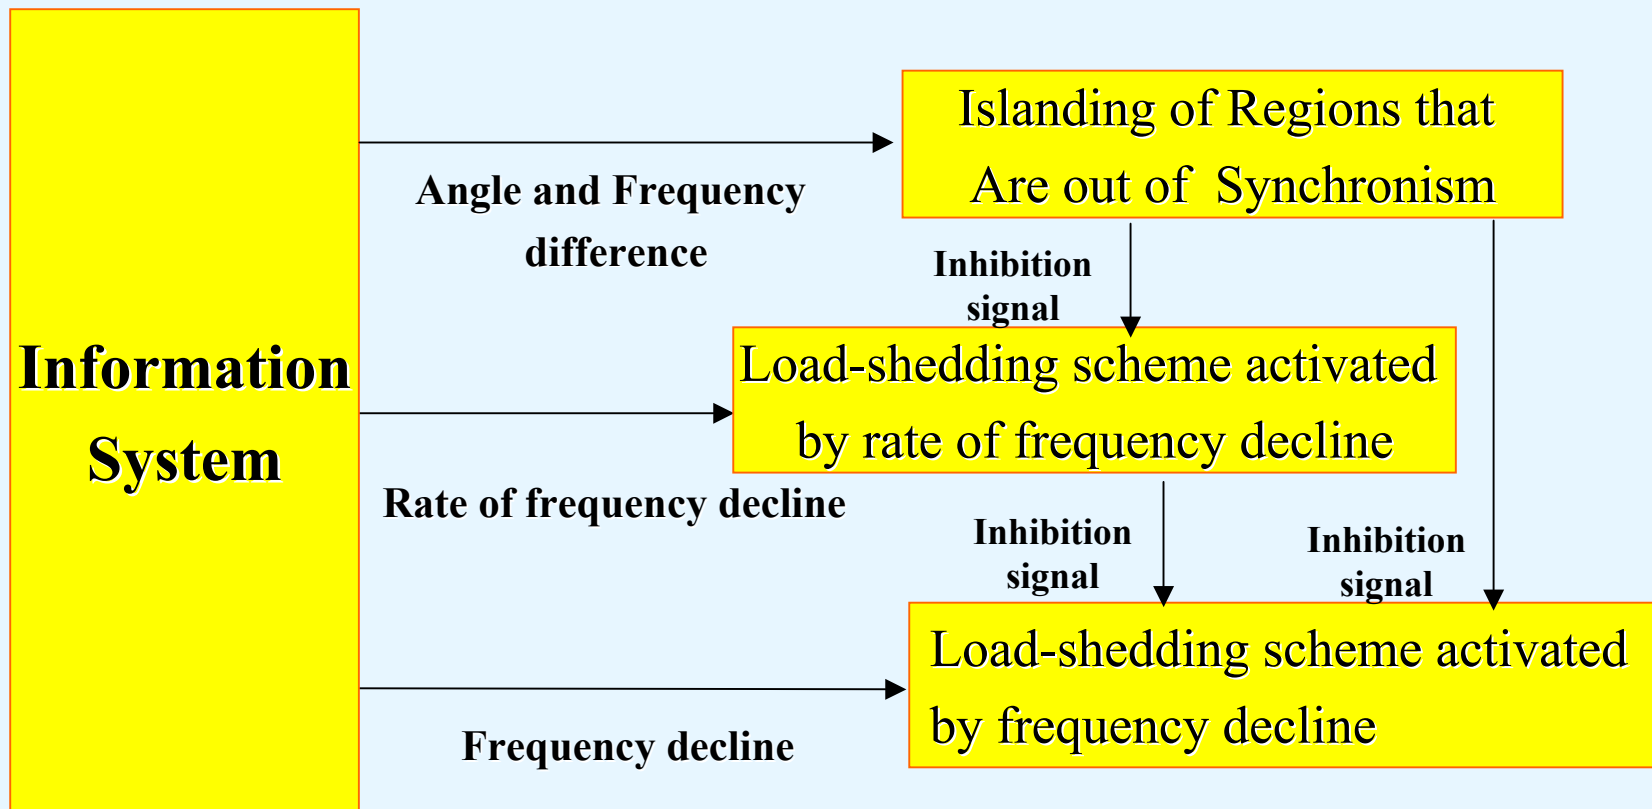 Information
System
Angle and Frequency
difference
Islanding of Regions that
Are out of  Synchronism
Inhibition
signal
Rate of frequency decline
Load-shedding scheme activated
by rate of frequency decline
Inhibition
signal
Inhibition
signal
Frequency decline
Load-shedding scheme activated
by frequency decline